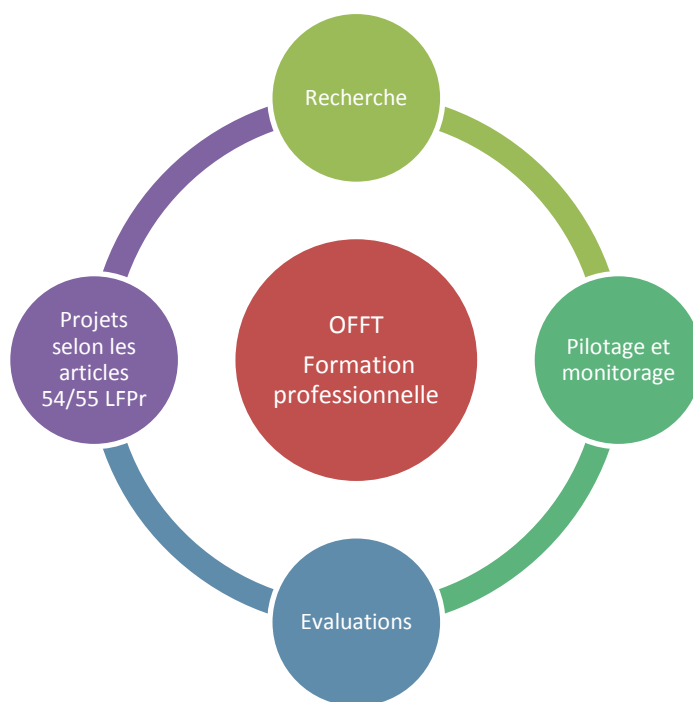 Recherche
Projets
selon les
articles
54/55 LFPr
OFFT
Formation
professionnelle
Pilotage et
monitorage
Evaluations